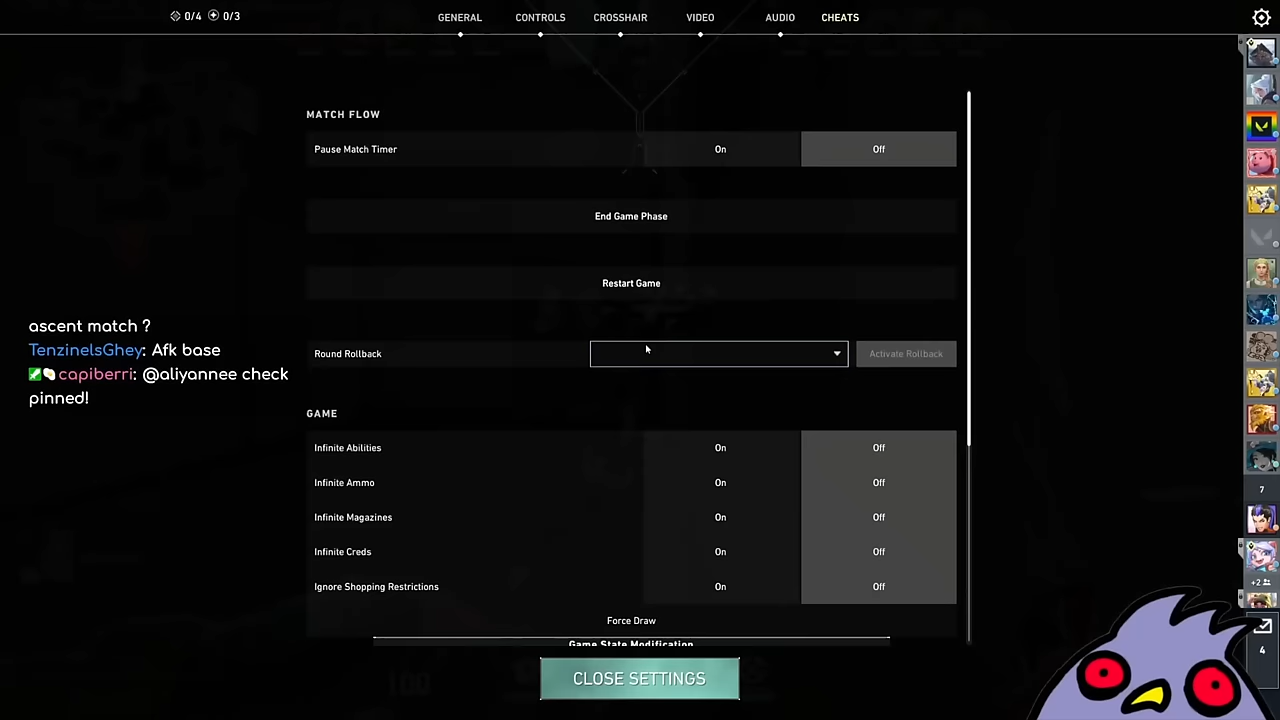 0/4 0/3
GENERAL CONTROLS CROSSHAIR VIDEO AUDIO CHEATS
MATCH FLOW
Pause Match Timer On Off
End Game Phase
Restart Game
ascent match ?
TenzinelsGhey: Afk base
capiberri: @aliyannee check
pinned!
Round Rollback Activate Rollback
GAME
Infinite Abilities On Off
Infinite Ammo On Off
Infinite Magazines On Off
Infinite Creds On Off
Ignore Shopping Restrictions On Off
Force Draw
Game State Modification
CLOSE SETTINGS
100
7
+2
4